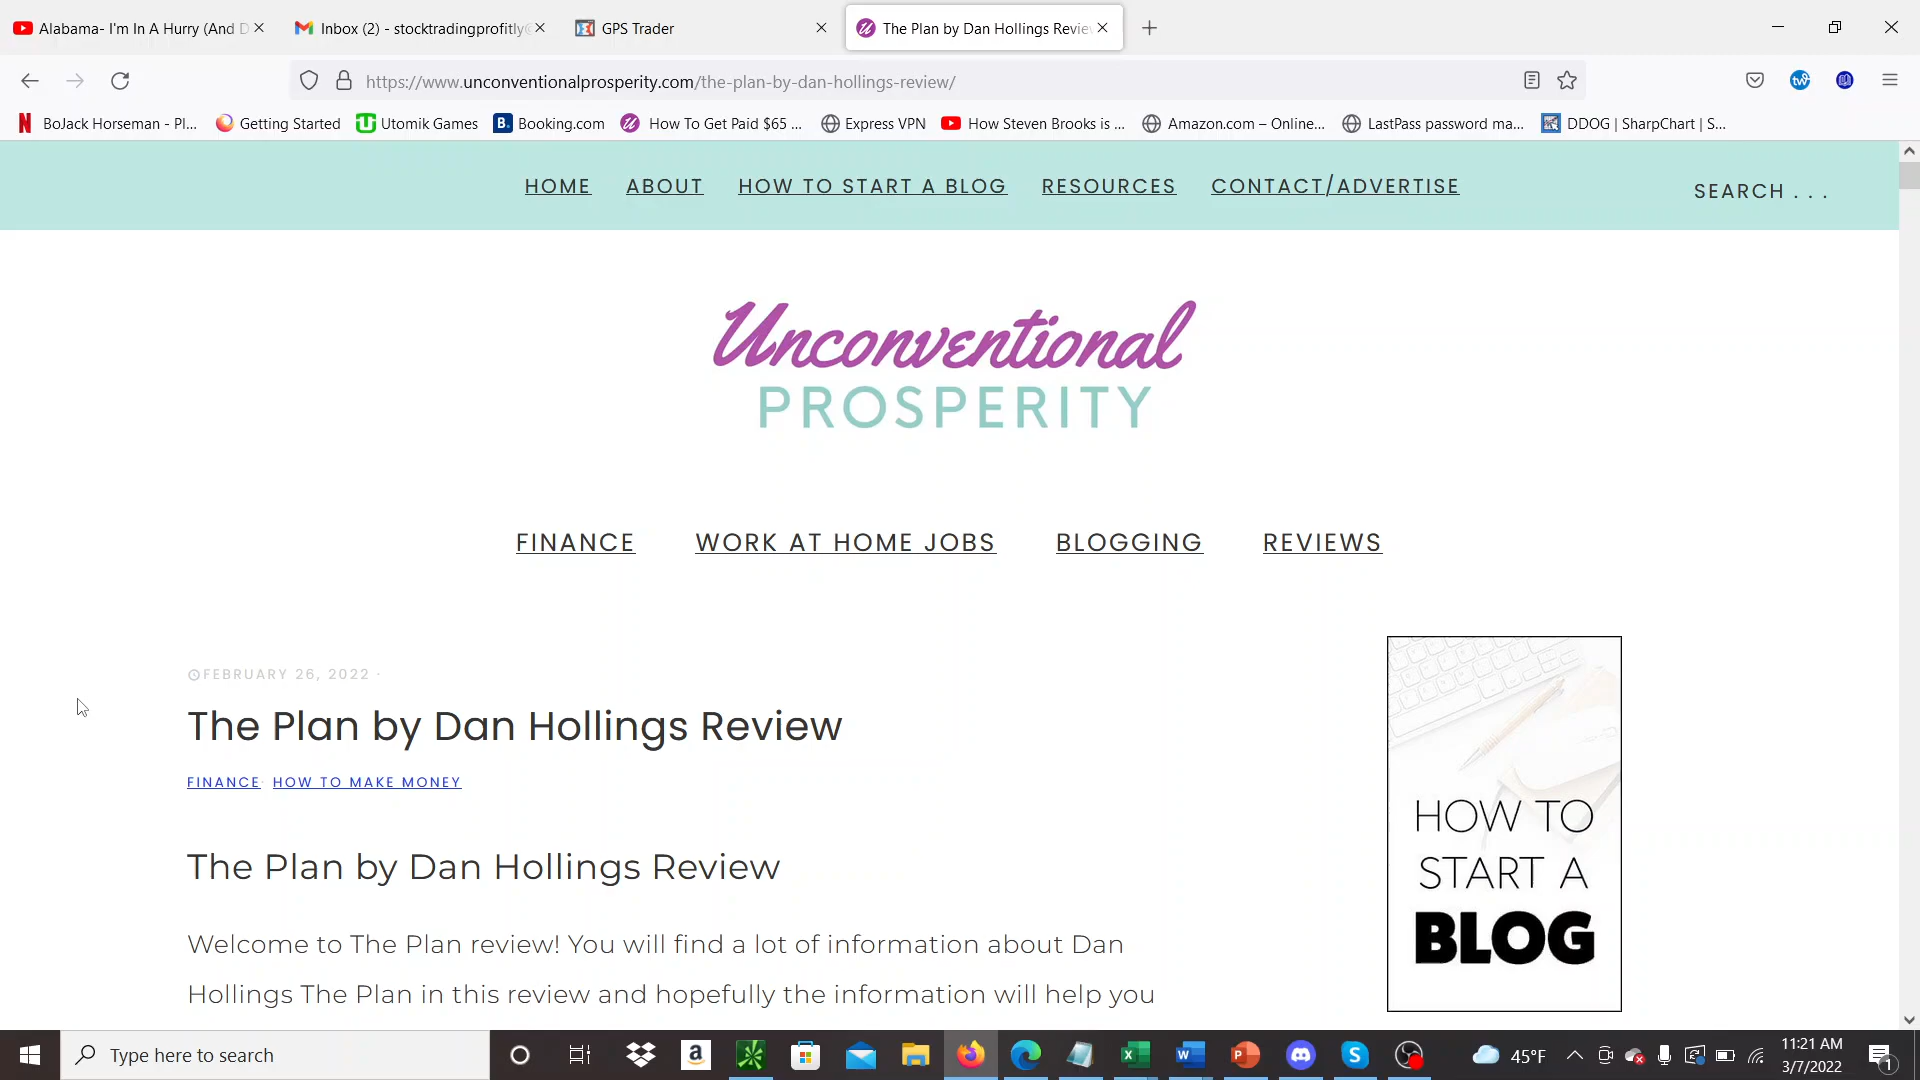 Alabama- I'm In A Hurry (And D
Inbox (2) - stocktradingprofitly@
GPS Trader
The Plan by Dan Hollings Revie
https://www.unconventionalprosperity.com/the-plan-by-dan-hollings-review/
BoJack Horseman - Pl...
Getting Started
Utomik Games
Booking.com
How To Get Paid $65 ...
Express VPN
How Steven Brooks is ...
Amazon.com – Online...
LastPass password ma...
DDOG | SharpChart | S...
HOME
ABOUT
HOW TO START A BLOG
RESOURCES
CONTACT/ADVERTISE
SEARCH . . .
Unconventional
PROSPERITY
FINANCE
WORK AT HOME JOBS
BLOGGING
REVIEWS
FEBRUARY 26, 2022 ·
The Plan by Dan Hollings Review
FINANCE · HOW TO MAKE MONEY
The Plan by Dan Hollings Review
Welcome to The Plan review! You will find a lot of information about Dan
Hollings The Plan in this review and hopefully the information will help you
HOW TO
START A
BLOG
Type here to search
45°F
11:21 AM
3/7/2022
1